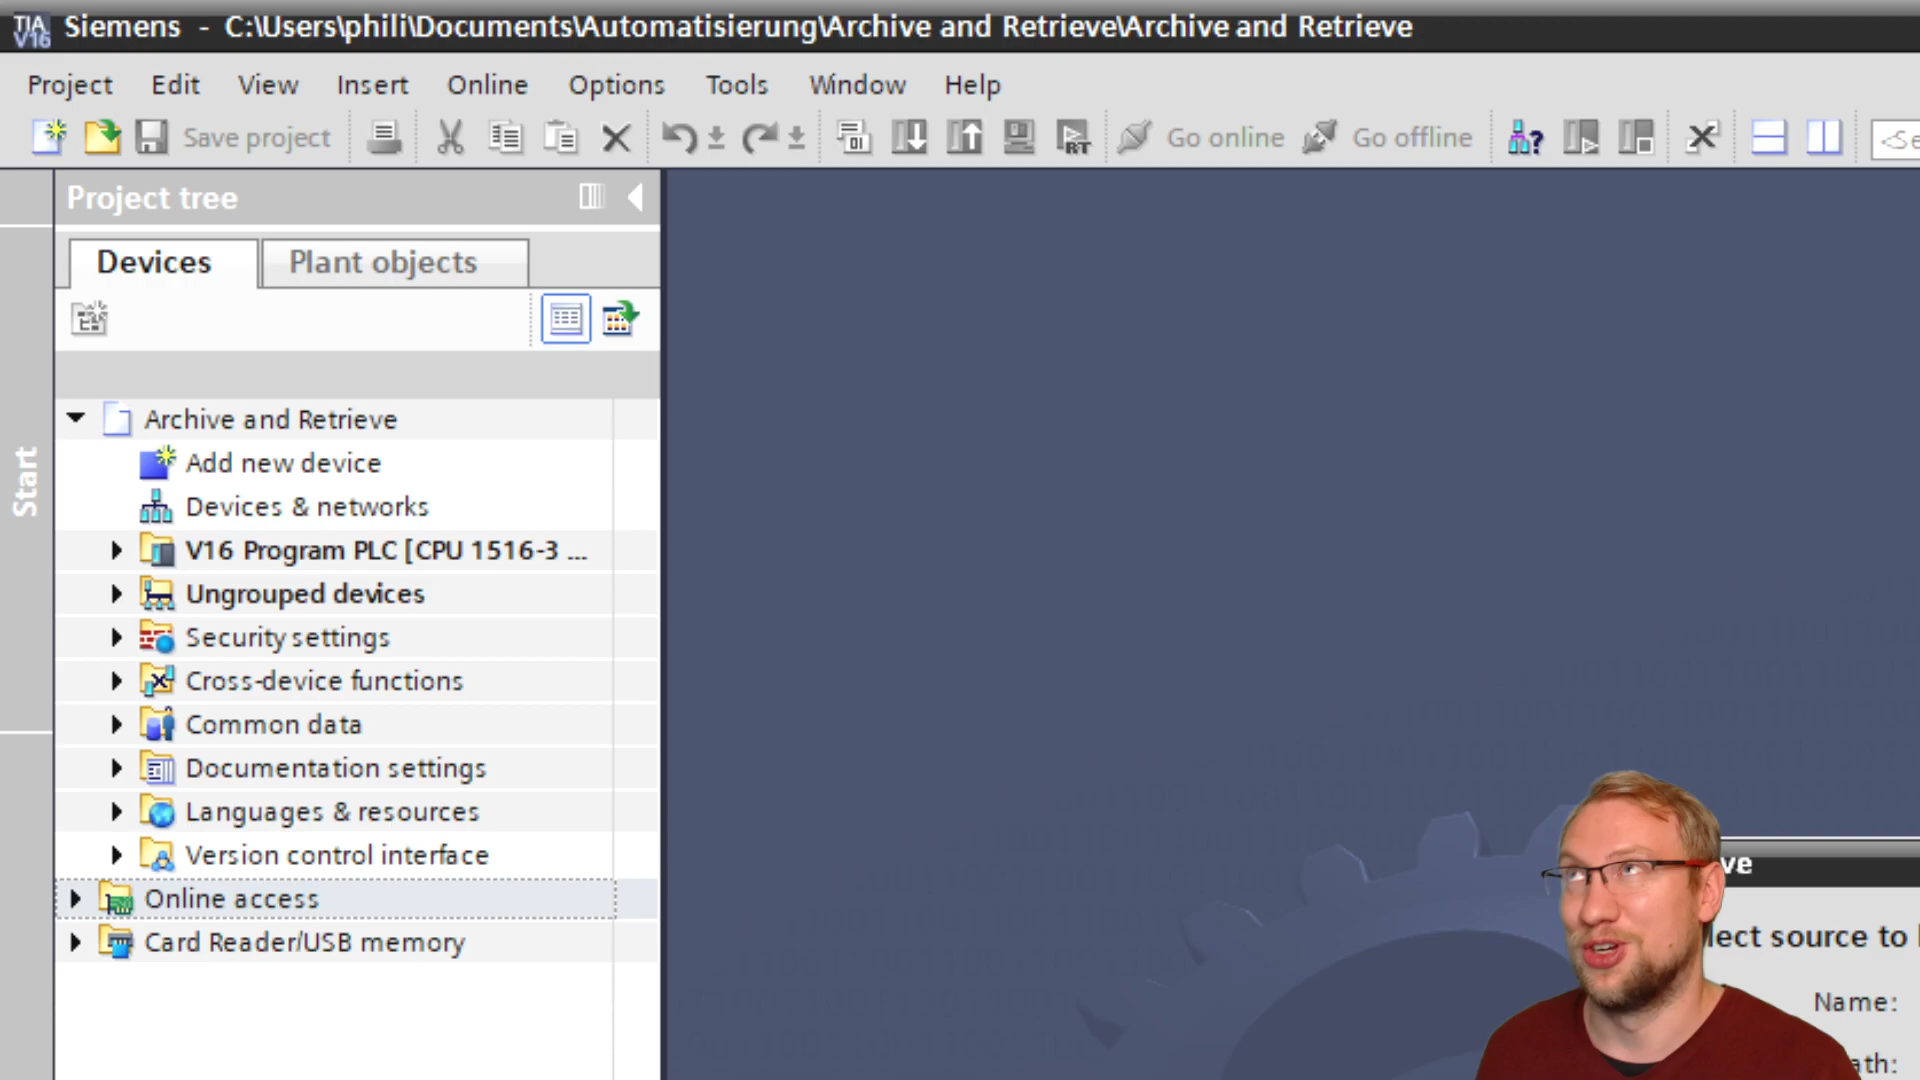 TIA
V16
Siemens - C:\Users\phili\Documents\Automatisierung\Archive and Retrieve\Archive and Retrieve
Project Edit View Insert Online Options Tools Window Help
Save project
RT
Go online
Go offline
Project tree
Devices
Plant objects
Start
Archive and Retrieve
Add new device
Devices & networks
V16 Program PLC [CPU 1516-3 ...
Ungrouped devices
Security settings
Cross-device functions
Common data
Documentation settings
Languages & resources
Version control interface
Online access
Card Reader/USB memory
ve
lect source to
Name:
ath: